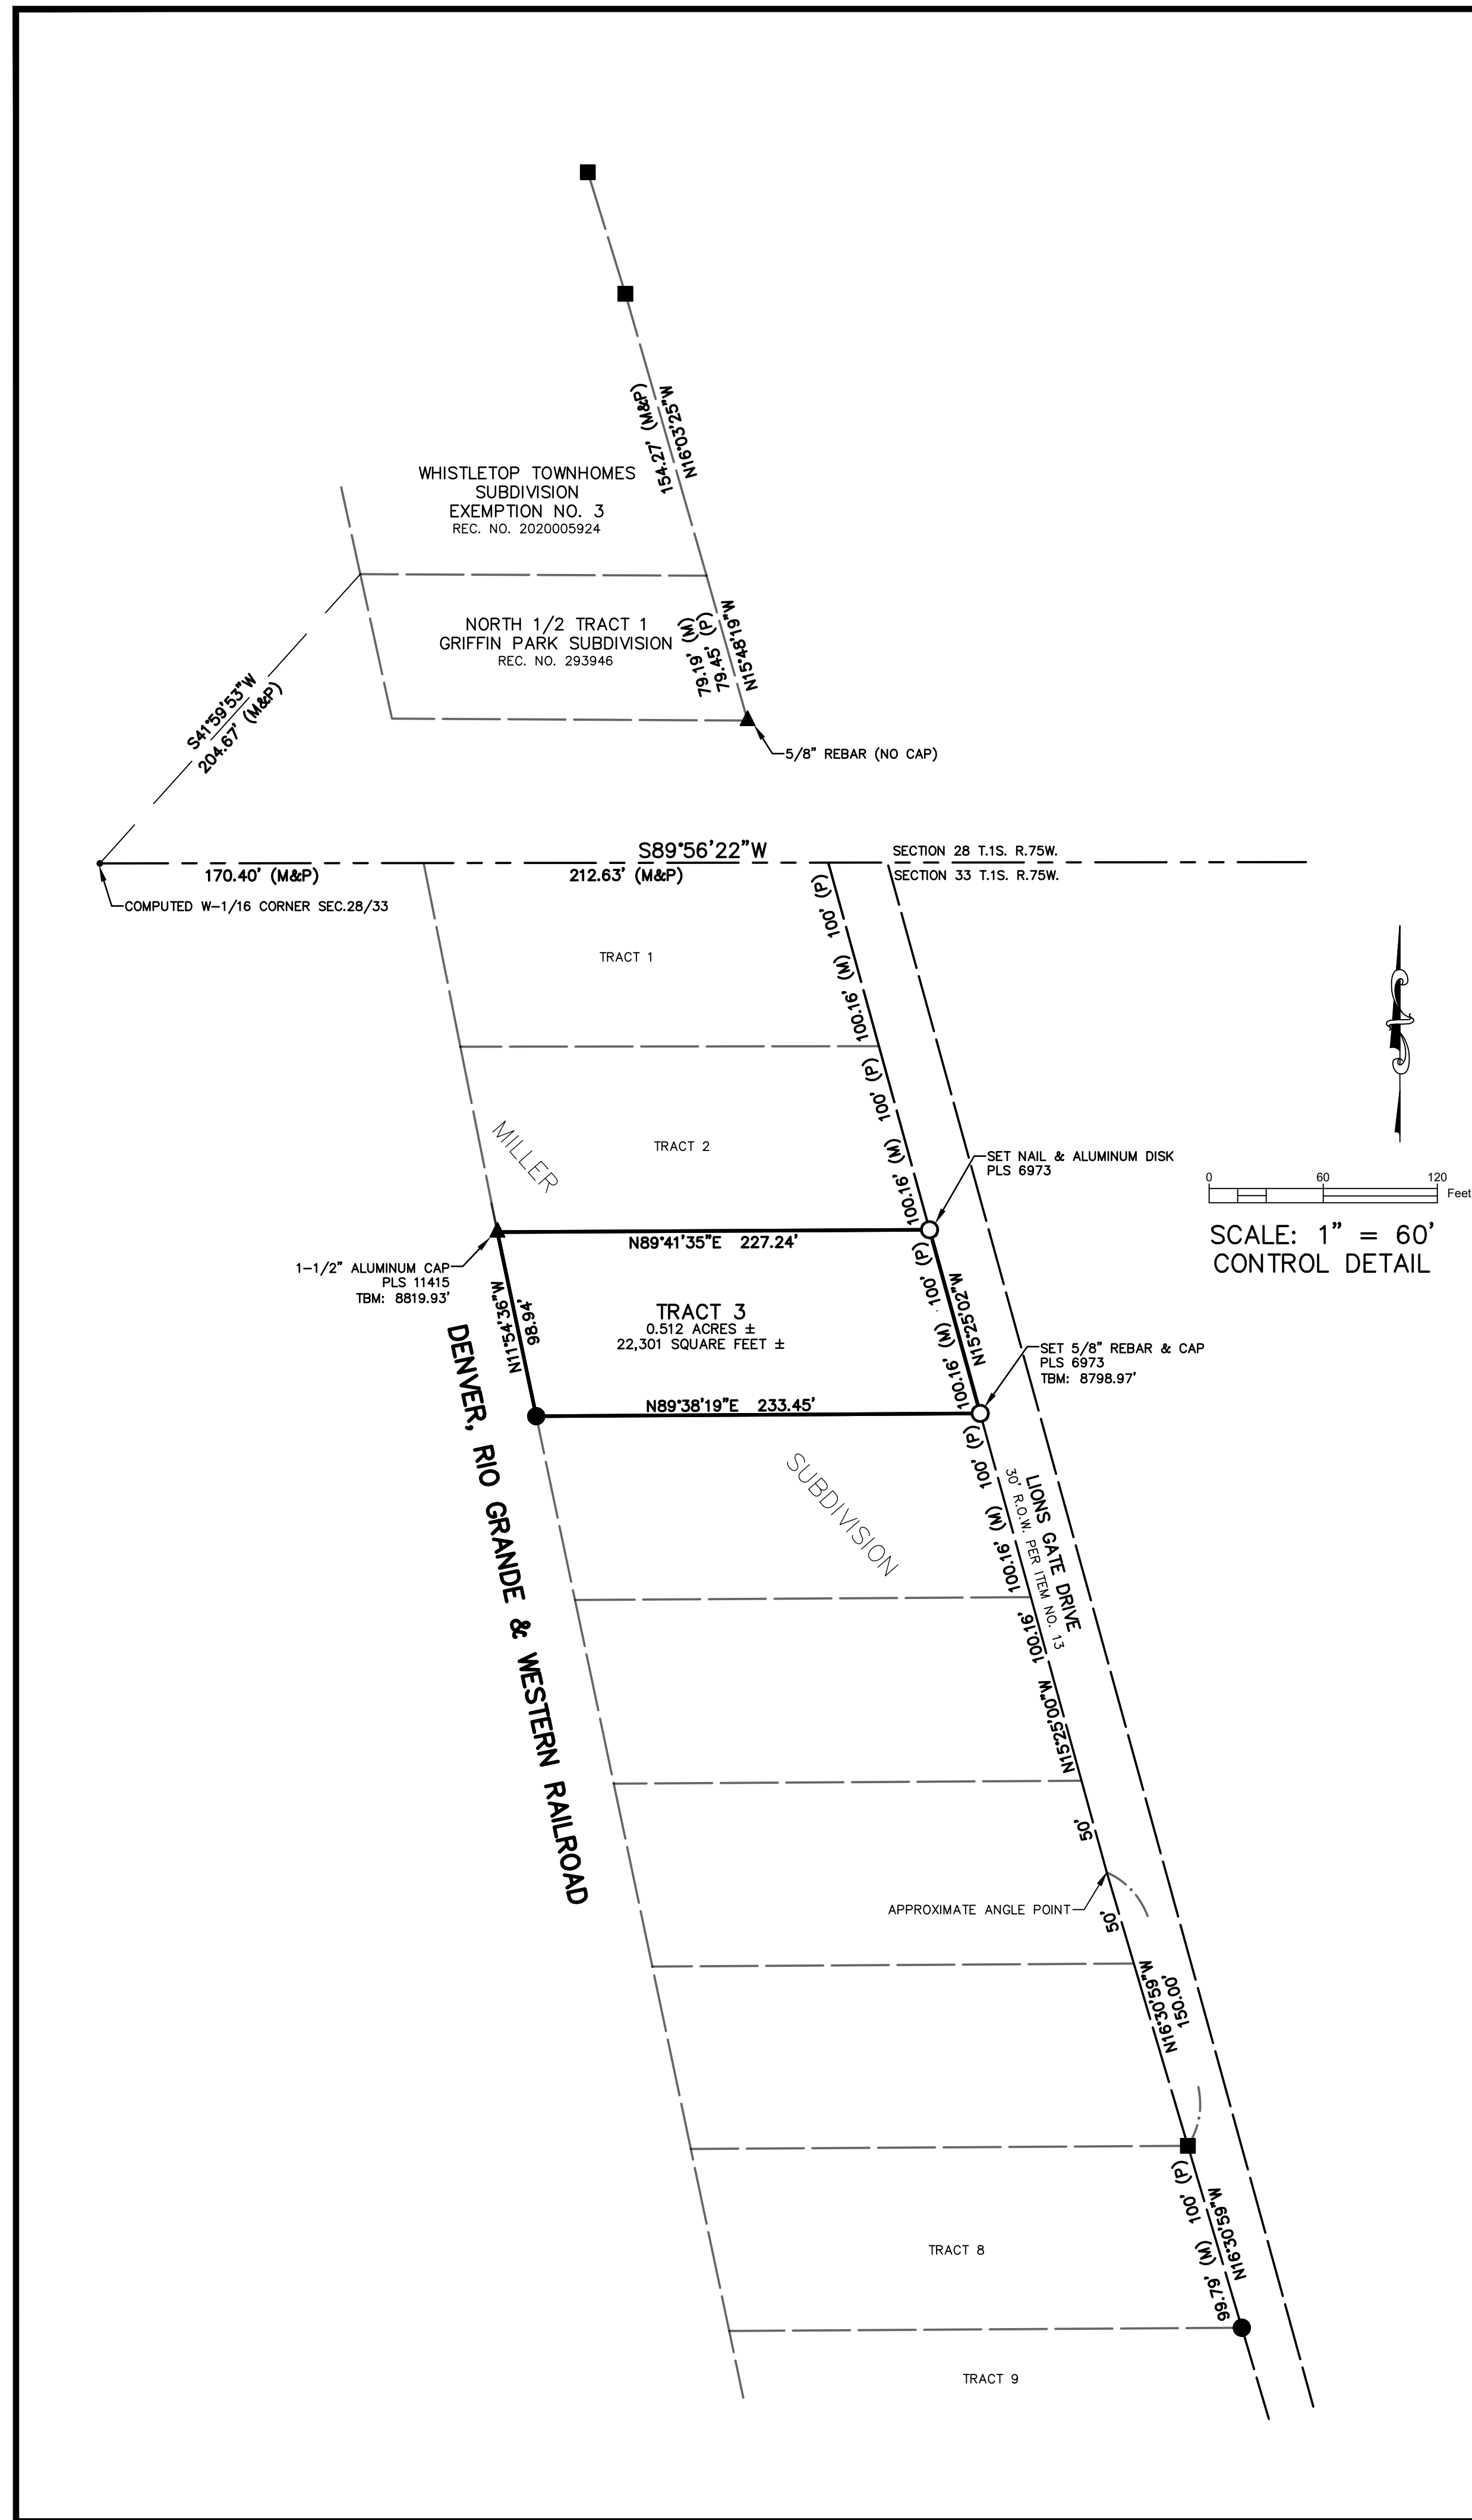 N16°03'25"W
154.27' (M&P)
WHISTLETOP TOWNHOMES
SUBDIVISION
EXEMPTION NO. 3
REC. NO. 2020005924
NORTH 1/2 TRACT 1
GRIFFIN PARK SUBDIVISION
REC. NO. 293946
N15°48'19"W
79.45' (P)
79.19' (M)
S41°59'53"W
204.67' (M&P)
5/8" REBAR (NO CAP)
S89°56'22"W
SECTION 28 T.1S. R.75W.
SECTION 33 T.1S. R.75W.
170.40' (M&P)
212.63' (M&P)
COMPUTED W-1/16 CORNER SEC.28/33
100.16' (M) 100' (P)
TRACT 1
100.16' (M) 100' (P)
TRACT 2
MILLER
SET NAIL & ALUMINUM DISK
PLS 6973
0 60 120
Feet
SCALE: 1" = 60'
CONTROL DETAIL
N89°41'35"E 227.24'
1-1/2" ALUMINUM CAP
PLS 11415
TBM: 8819.93'
N11°54'36"W
98.94'
TRACT 3
0.512 ACRES ±
22,301 SQUARE FEET ±
100.16' (M) 100' (P)
N15°25'02"W
SET 5/8" REBAR & CAP
PLS 6973
TBM: 8798.97'
N89°38'19"E 233.45'
DENVER, RIO GRANDE & WESTERN RAILROAD
SUBDIVISION
100.16' (M) 100' (P)
LIONS GATE DRIVE
30' R.O.W. PER ITEM NO. 13
100.16'
N15°25'00"W
50'
APPROXIMATE ANGLE POINT
50'
N16°30'59"W
150.00'
99.79' (M) 100' (P)
N16°30'59"W
TRACT 8
TRACT 9